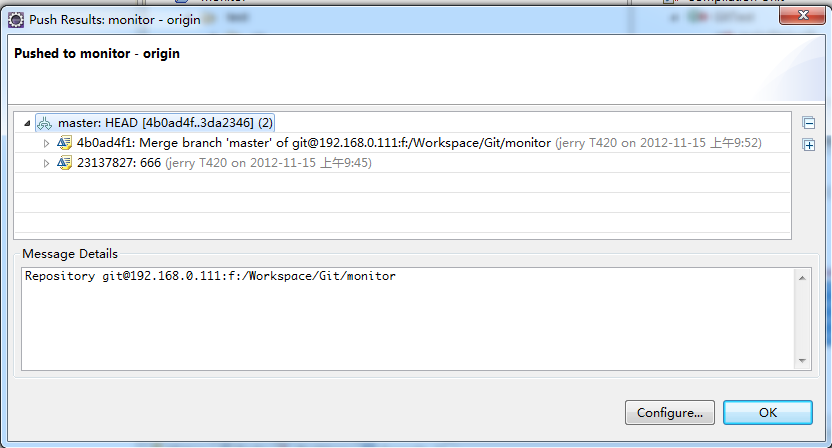 Push Results: monitor - origin
Pushed to monitor - origin
master: HEAD [4b0ad4f..3da2346] (2)
4b0ad4f1: Merge branch 'master' of git@192.168.0.111:f:/Workspace/Git/monitor (jerry T420 on 2012-11-15 上午9:52)
23137827: 666 (jerry T420 on 2012-11-15 上午9:45)
Message Details
Repository git@192.168.0.111:f:/Workspace/Git/monitor
Configure...
OK